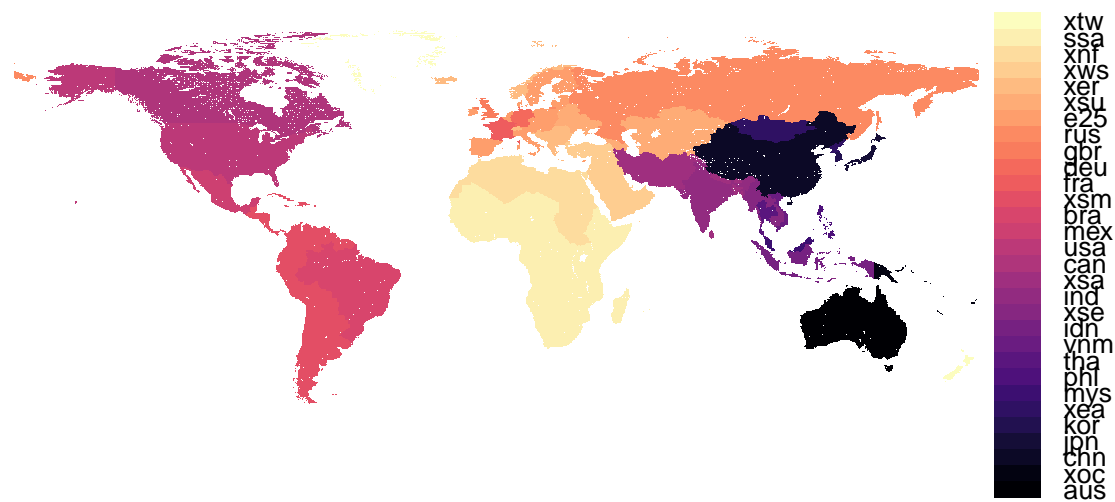 xtw
ssa
xnf
xws
xer
xsu
e25
rus
gbr
deu
fra
xsm
bra
mex
usa
can
xsa
ind
xse
idn
vnm
tha
phl
mys
xea
kor
jpn
chn
xoc
aus